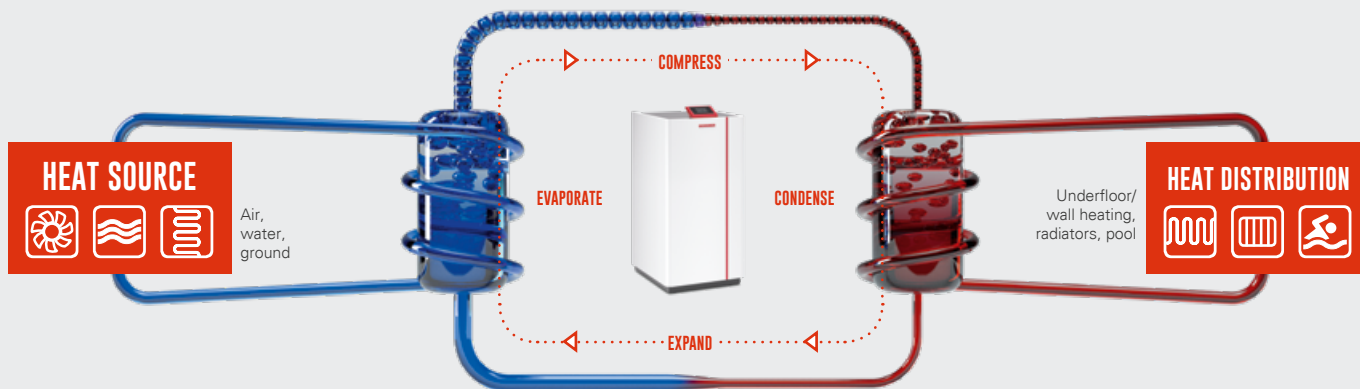 COMPRESS
HEAT SOURCE
Air,
water,
ground
EVAPORATE
CONDENSE
Underfloor/
wall heating,
radiators, pool
HEAT DISTRIBUTION
EXPAND